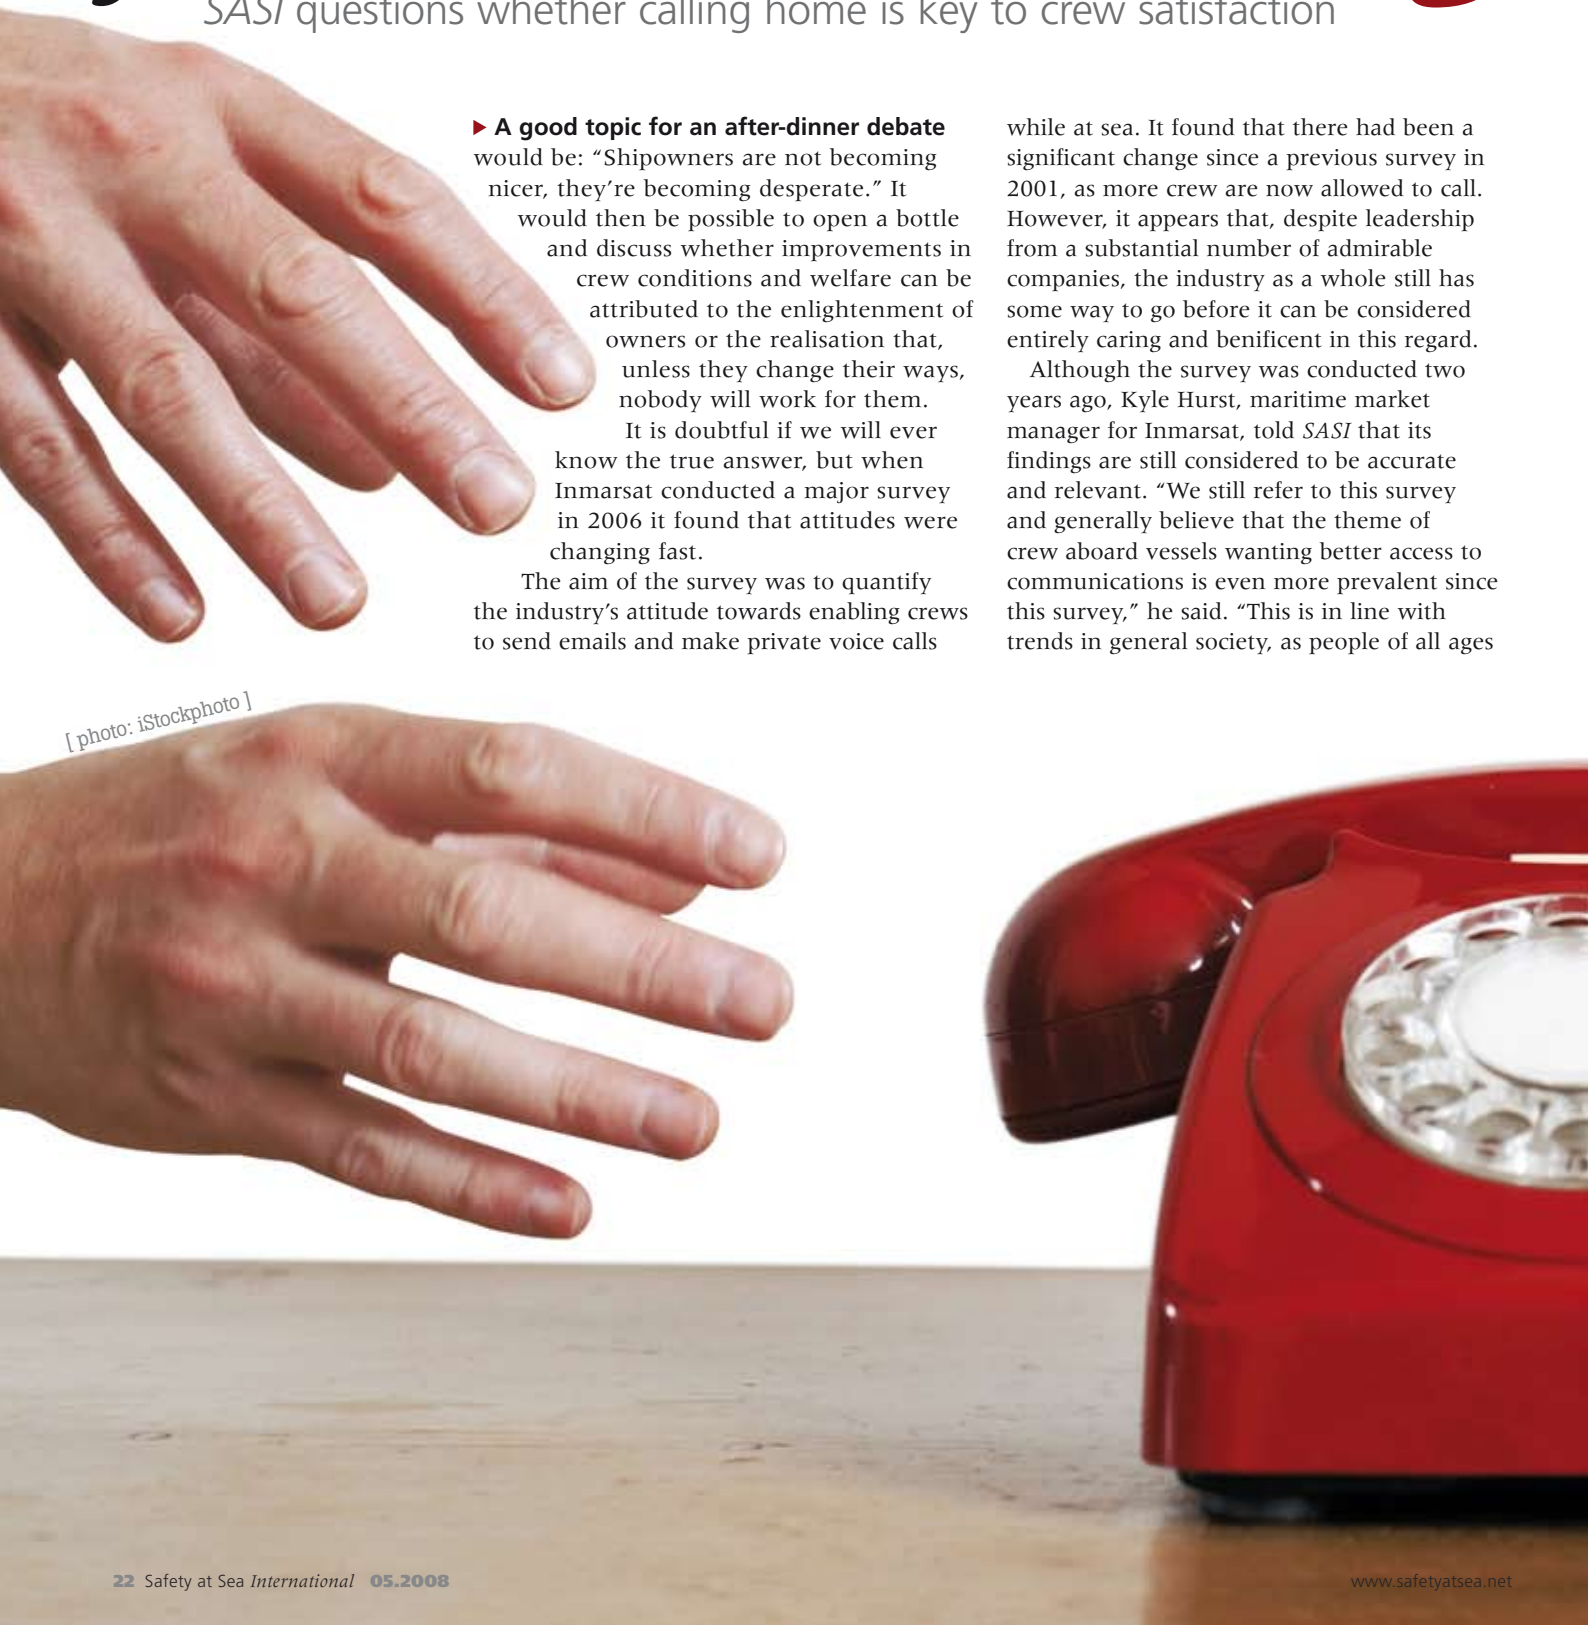 SASI questions whether calling home is key to crew satisfaction
▶ A good topic for an after-dinner debate
would be: “Shipowners are not becoming
nicer, they’re becoming desperate.” It
would then be possible to open a bottle
and discuss whether improvements in
crew conditions and welfare can be
attributed to the enlightenment of
owners or the realisation that,
unless they change their ways,
nobody will work for them.
It is doubtful if we will ever
know the true answer, but when
Inmarsat conducted a major survey
in 2006 it found that attitudes were
changing fast.
The aim of the survey was to quantify
the industry’s attitude towards enabling crews
to send emails and make private voice calls
while at sea. It found that there had been a
significant change since a previous survey in
2001, as more crew are now allowed to call.
However, it appears that, despite leadership
from a substantial number of admirable
companies, the industry as a whole still has
some way to go before it can be considered
entirely caring and benificent in this regard.
Although the survey was conducted two
years ago, Kyle Hurst, maritime market
manager for Inmarsat, told SASI that its
findings are still considered to be accurate
and relevant. “We still refer to this survey
and generally believe that the theme of
crew aboard vessels wanting better access to
communications is even more prevalent since
this survey,” he said. “This is in line with
trends in general society, as people of all ages
[ photo: iStockphoto ]
22 Safety at Sea International 05.2008
www.safetyatsea.net